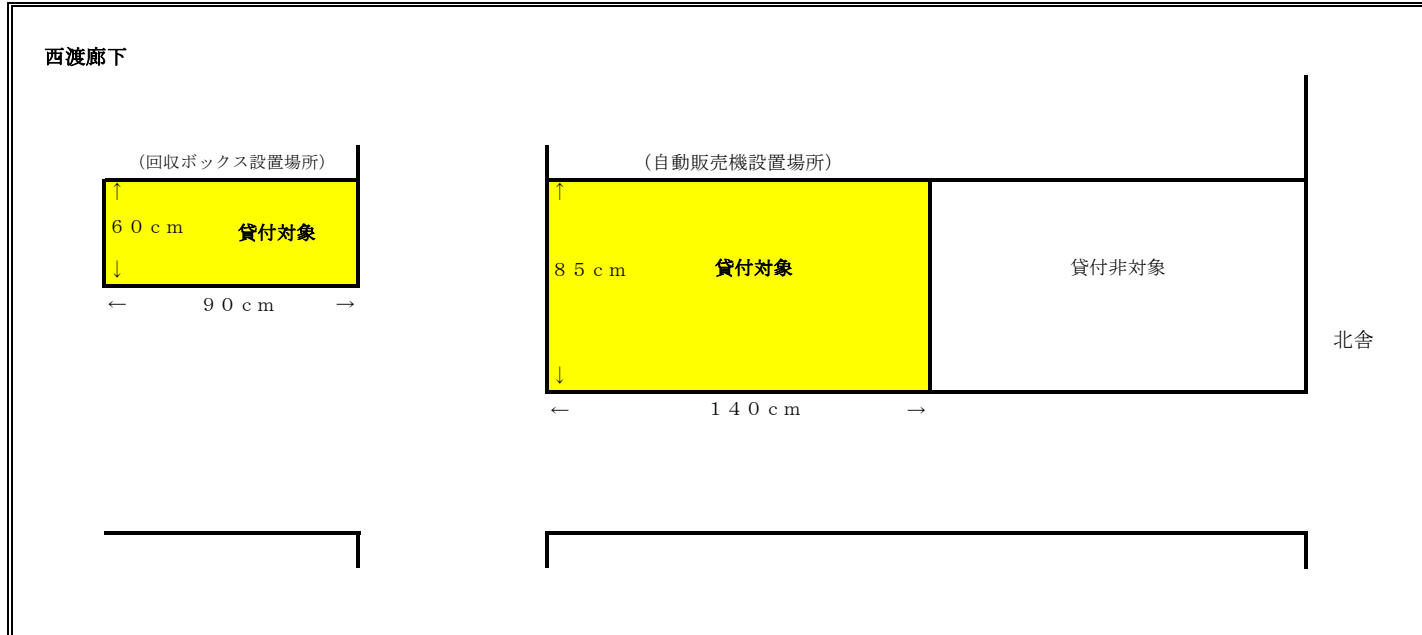 西渡廊下
（回収ボックス設置場所）
↑
６０ｃｍ
貸付対象
↓
← ９０ｃｍ →
（自動販売機設置場所）
↑
８５ｃｍ
貸付対象
↓
← １４０ｃｍ →
貸付非対象
北舎